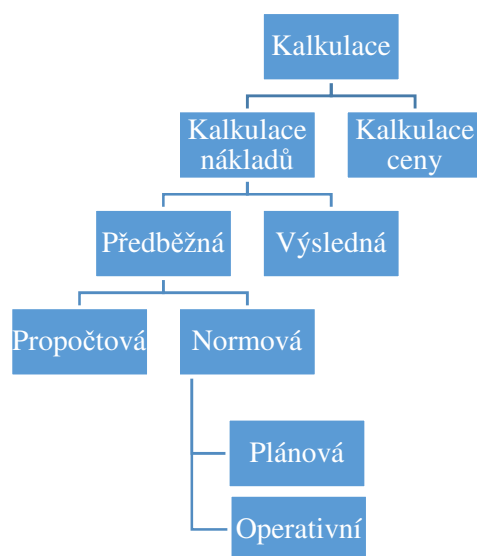 Kalkulace
Kalkulace
nákladů
Kalkulace
ceny
Předběžná
Výsledná
Propočtová
Normová
Plánová
Operativní